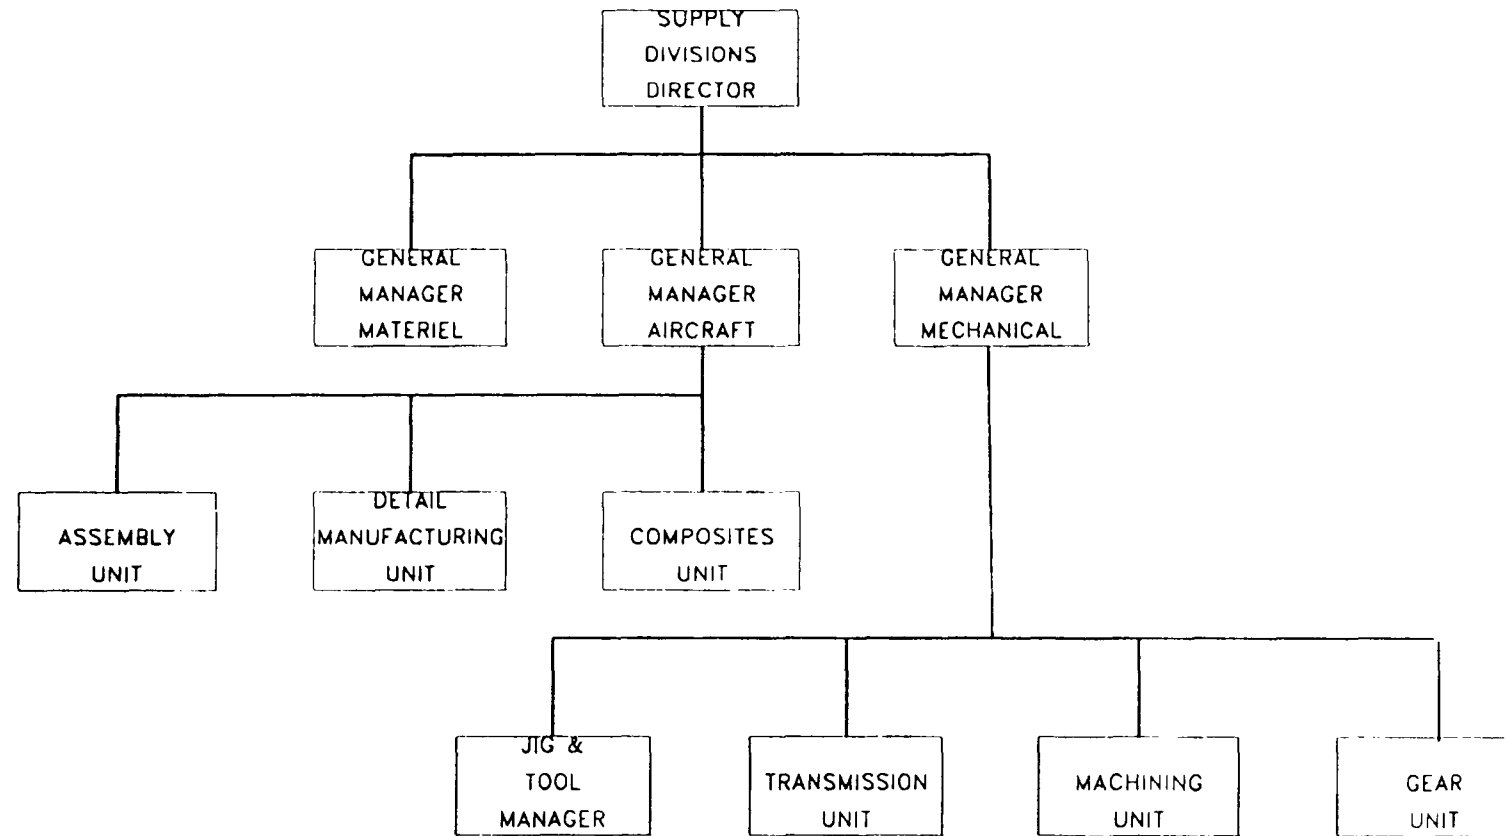 SUPPLY
DIVISIONS
DIRECTOR
GENERAL
MANAGER
MATERIEL
GENERAL
MANAGER
AIRCRAFT
GENERAL
MANAGER
MECHANICAL
ASSEMBLY
UNIT
DETAIL
MANUFACTURING
UNIT
COMPOSITES
UNIT
JIG &
TOOL
MANAGER
TRANSMISSION
UNIT
MACHINING
UNIT
GEAR
UNIT